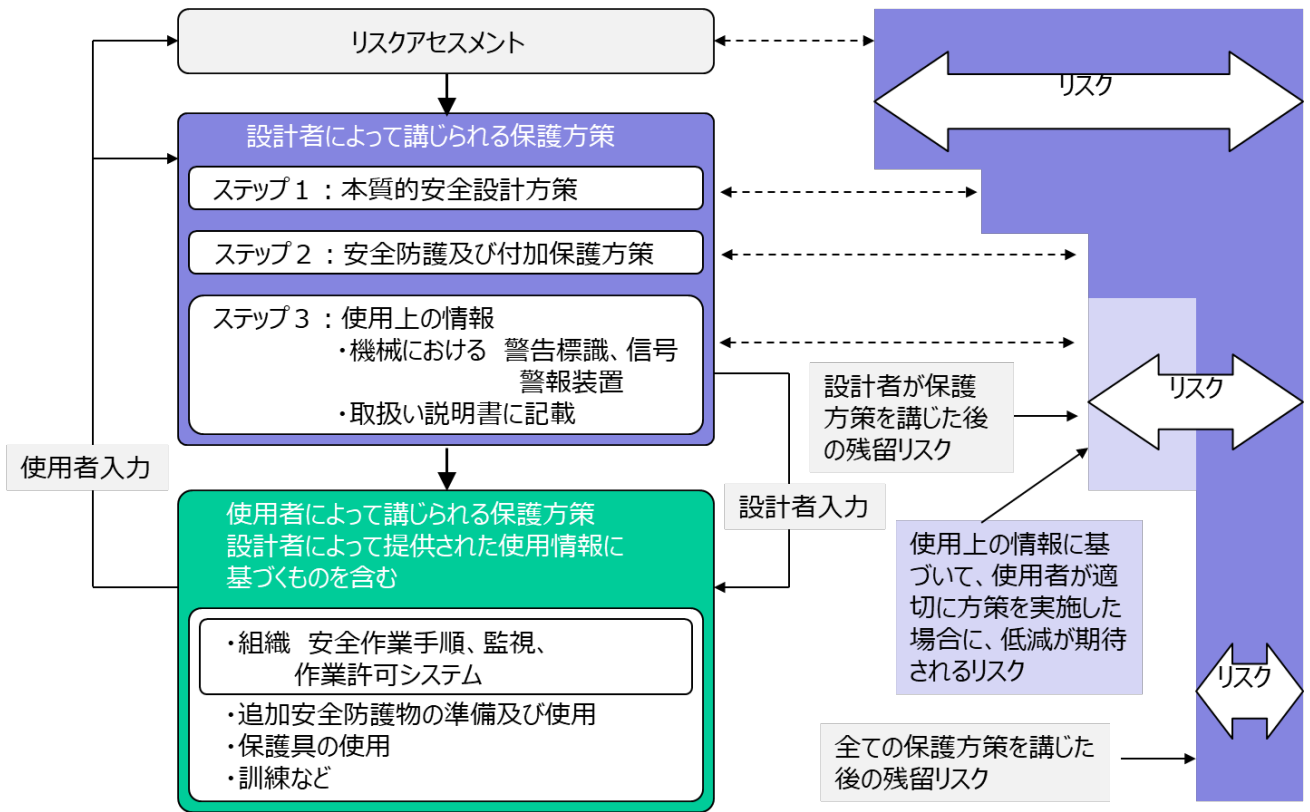 リスクアセスメント
リスク
設計者によって講じられる保護方策
ステップ1：本質的安全設計方策
ステップ2：安全防護及び付加保護方策
ステップ3：使用上の情報
・機械における 警告標識、信号
警報装置
・取扱い説明書に記載
設計者が保護
方策を講じた後
の残留リスク
リスク
使用者入力
設計者入力
使用者によって講じられる保護方策
設計者によって提供された使用情報に
基づくものを含む
・組織 安全作業手順、監視、
作業許可システム
・追加安全防護物の準備及び使用
・保護具の使用
・訓練など
使用上の情報に基
づいて、使用者が適
切に方策を実施した
場合に、低減が期待
されるリスク
リスク
全ての保護方策を講じた
後の残留リスク